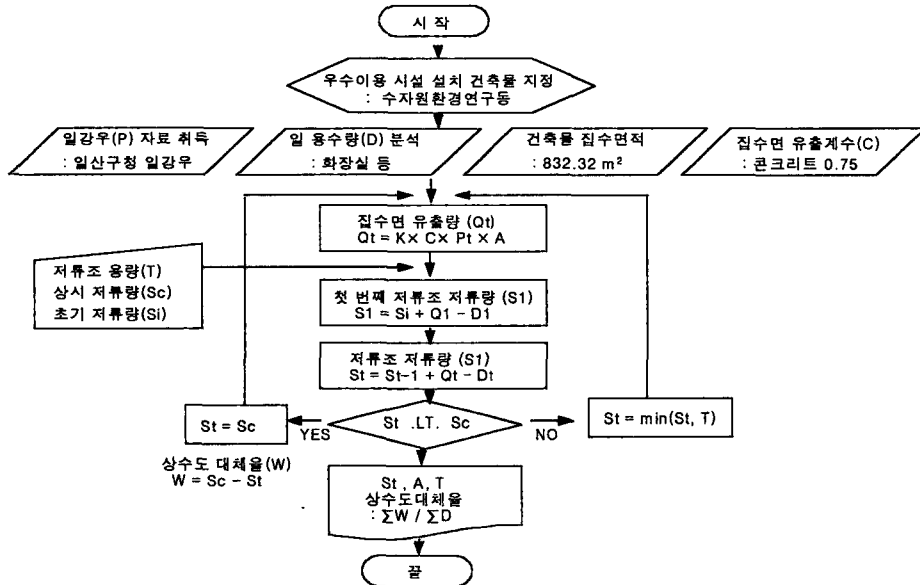 시 작
우수이용 시설 설치 건축물 지정
: 수자원환경연구동
일강우(P) 자료 취득
: 일산구청 일강우
일 용수량(D) 분석
: 화장실 등
건축물 집수면적
: 832.32 m²
집수면 유출계수(C)
: 콘크리트 0.75
집수면 유출량 (Qt)
Qt = K× C× Pt × A
저류조 용량(T)
상시 저류량(Sc)
초기 저류량(Si)
첫 번째 저류조 저류량 (S1)
S1 = Si + Q1 − D1
저류조 저류량 (S1)
St = St−1 + Qt − Dt
St = Sc
YES
St .LT. Sc
NO
St = min(St, T)
상수도 대체율(W)
W = Sc − St
St , A, T
상수도대체율
: ∑W / ∑D
끝